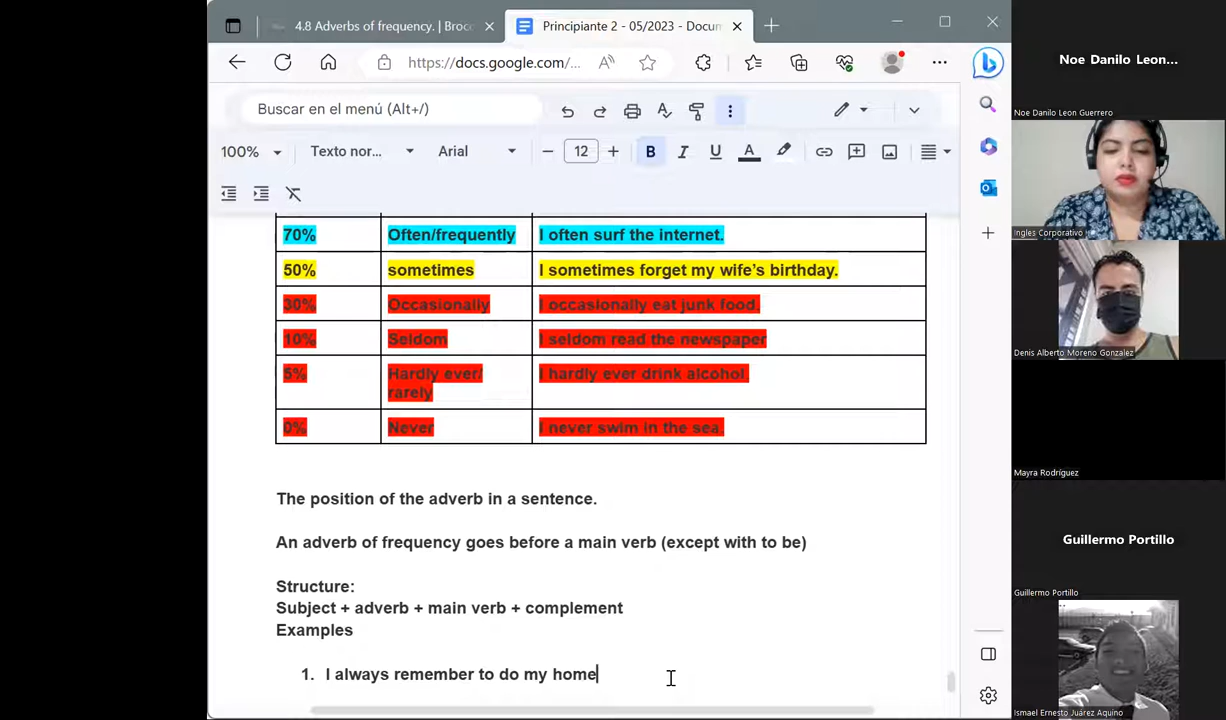 4.8 Adverbs of frequency. | Broc
Principiante 2 - 05/2023 - Docum
https://docs.google.com/...
Buscar en el menú (Alt+/)
100%
Texto nor...
Arial
12
B
I
U
A
70% Often/frequently I often surf the internet.
50% sometimes I sometimes forget my wife's birthday.
30% Occasionally I occasionally eat junk food.
10% Seldom I seldom read the newspaper
5% Hardly ever/ I hardly ever drink alcohol.
rarely
0% Never I never swim in the sea.
The position of the adverb in a sentence.
An adverb of frequency goes before a main verb (except with to be)
Structure:
Subject + adverb + main verb + complement
Examples
1. I always remember to do my home
Noe Danilo Leon...
Noe Danilo Leon Guerrero
Ingles Corporativo
Denis Alberto Moreno Gonzalez
Mayra Rodríguez
Guillermo Portillo
Guillermo Portillo
Ismael Ernesto Juárez Aquino